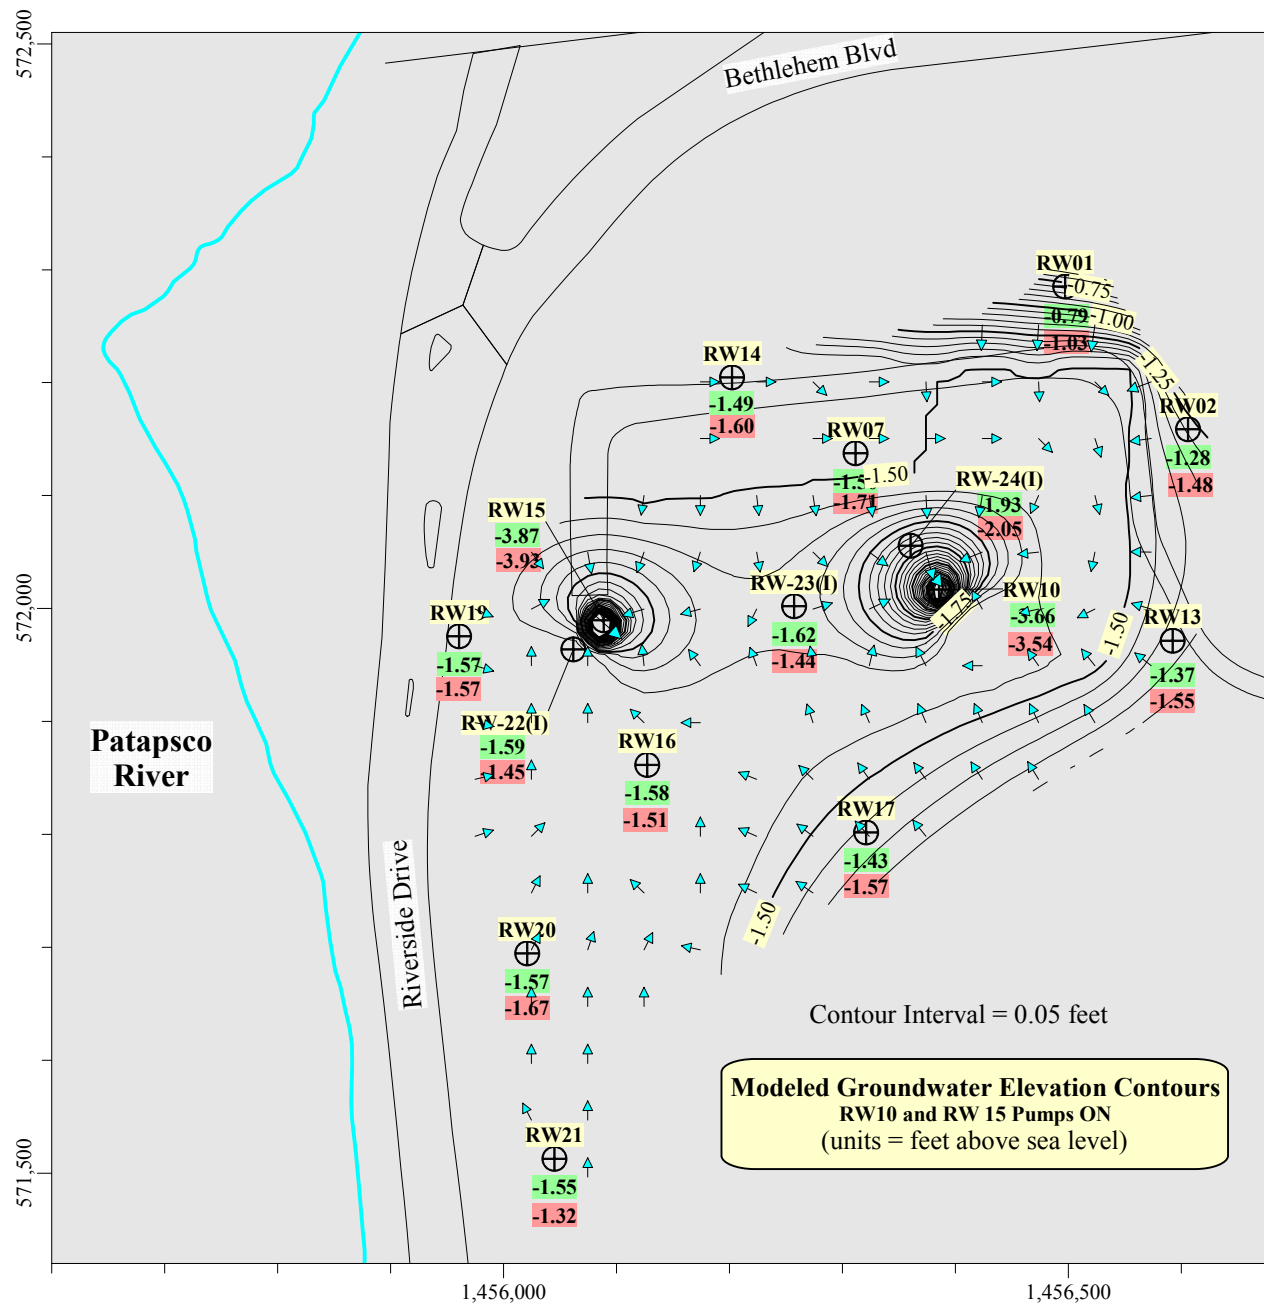 572,500
Bethlehem Blvd
RW01
-0.75
-0.79
-1.00
-1.03
RW14
-1.49
-1.60
-1.25
RW02
-1.28
-1.48
RW07
-1.50
-1.71
RW-24(I)
-1.93
-2.05
RW15
-3.87
-3.93
572,000
RW-23(I)
-1.62
-1.44
RW10
-3.66
-3.54
-1.75
-1.50
RW13
-1.37
-1.55
RW19
-1.57
-1.57
RW-22(I)
-1.59
-1.45
Patapsco
River
RW16
-1.58
-1.51
RW17
-1.43
-1.57
Riverside Drive
-1.50
RW20
-1.57
-1.67
Contour Interval = 0.05 feet
Modeled Groundwater Elevation Contours
RW10 and RW 15 Pumps ON
(units = feet above sea level)
RW21
-1.55
-1.32
571,500
1,456,000
1,456,500